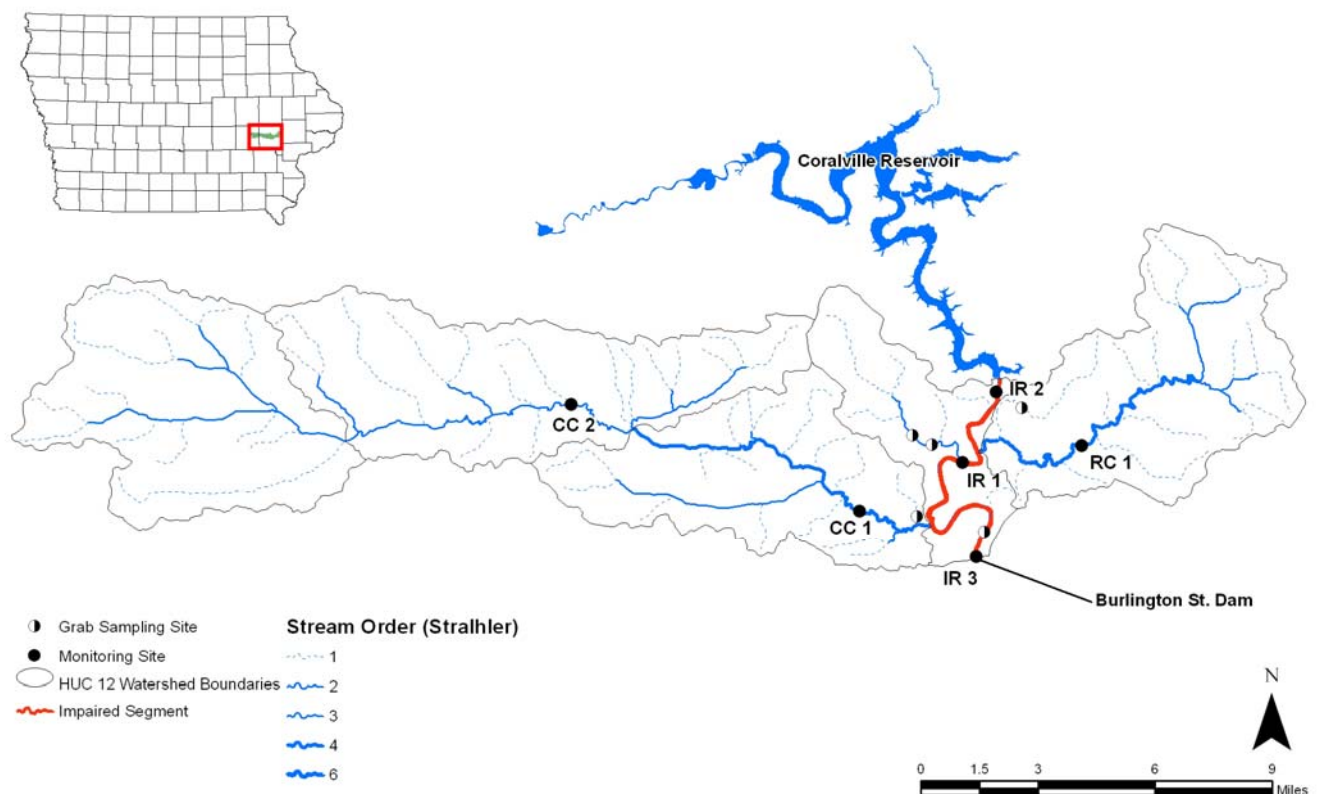 Coralville Reservoir
IR 2
CC 2
RC 1
IR 1
CC 1
IR 3
Burlington St. Dam
Grab Sampling Site
Monitoring Site
HUC 12 Watershed Boundaries
Impaired Segment
Stream Order (Stralhler)
1
2
3
4
6
N
0 1.5 3 6 9
Miles